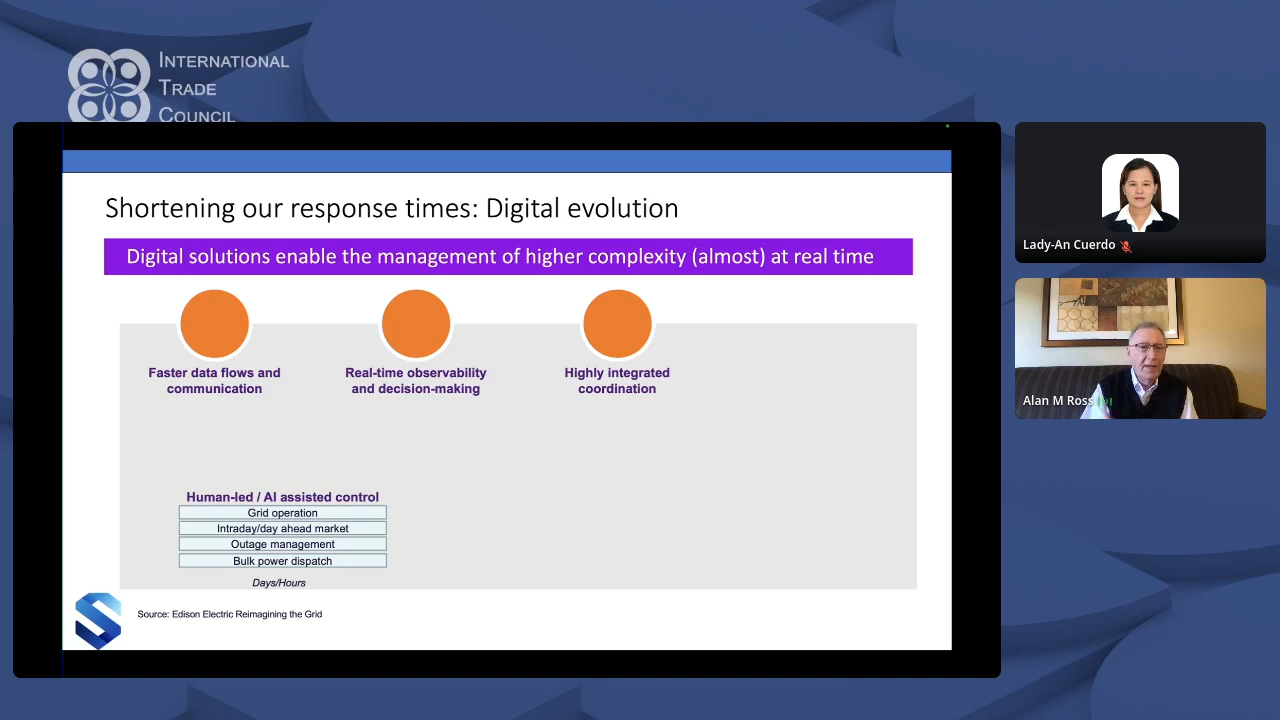 INTERNATIONAL
TRADE
COUNCIL
Shortening our response times: Digital evolution
Digital solutions enable the management of higher complexity (almost) at real time
Faster data flows and
communication
Real-time observability
and decision-making
Highly integrated
coordination
Human-led / AI assisted control
Grid operation
Intraday/day ahead market
Outage management
Bulk power dispatch
Days/Hours
Source: Edison Electric Reimagining the Grid
Lady-An Cuerdo
Alan M Ross